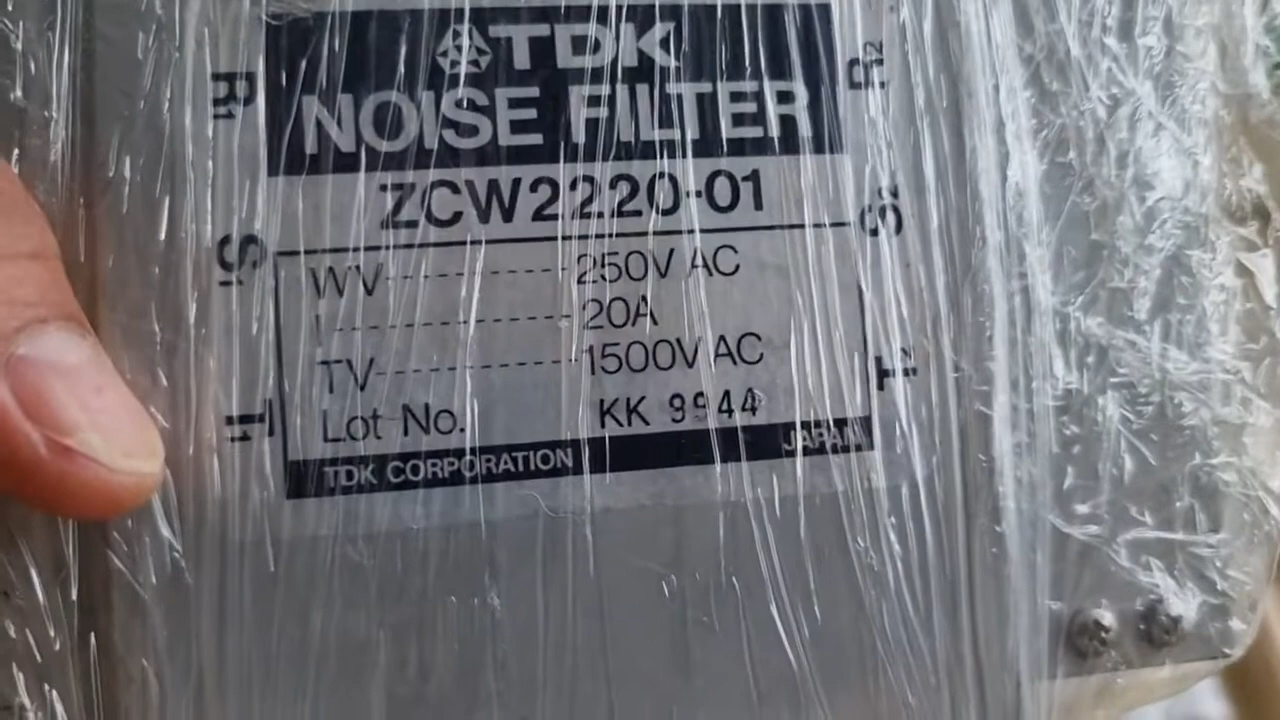 TDK
NOISE FILTER
ZCW2220-01
WV 250V AC
I 20A
TV 1500V AC
Lot No. KK 9944
TDK CORPORATION JAPAN
R1
S1
T1
R2
S2
T2